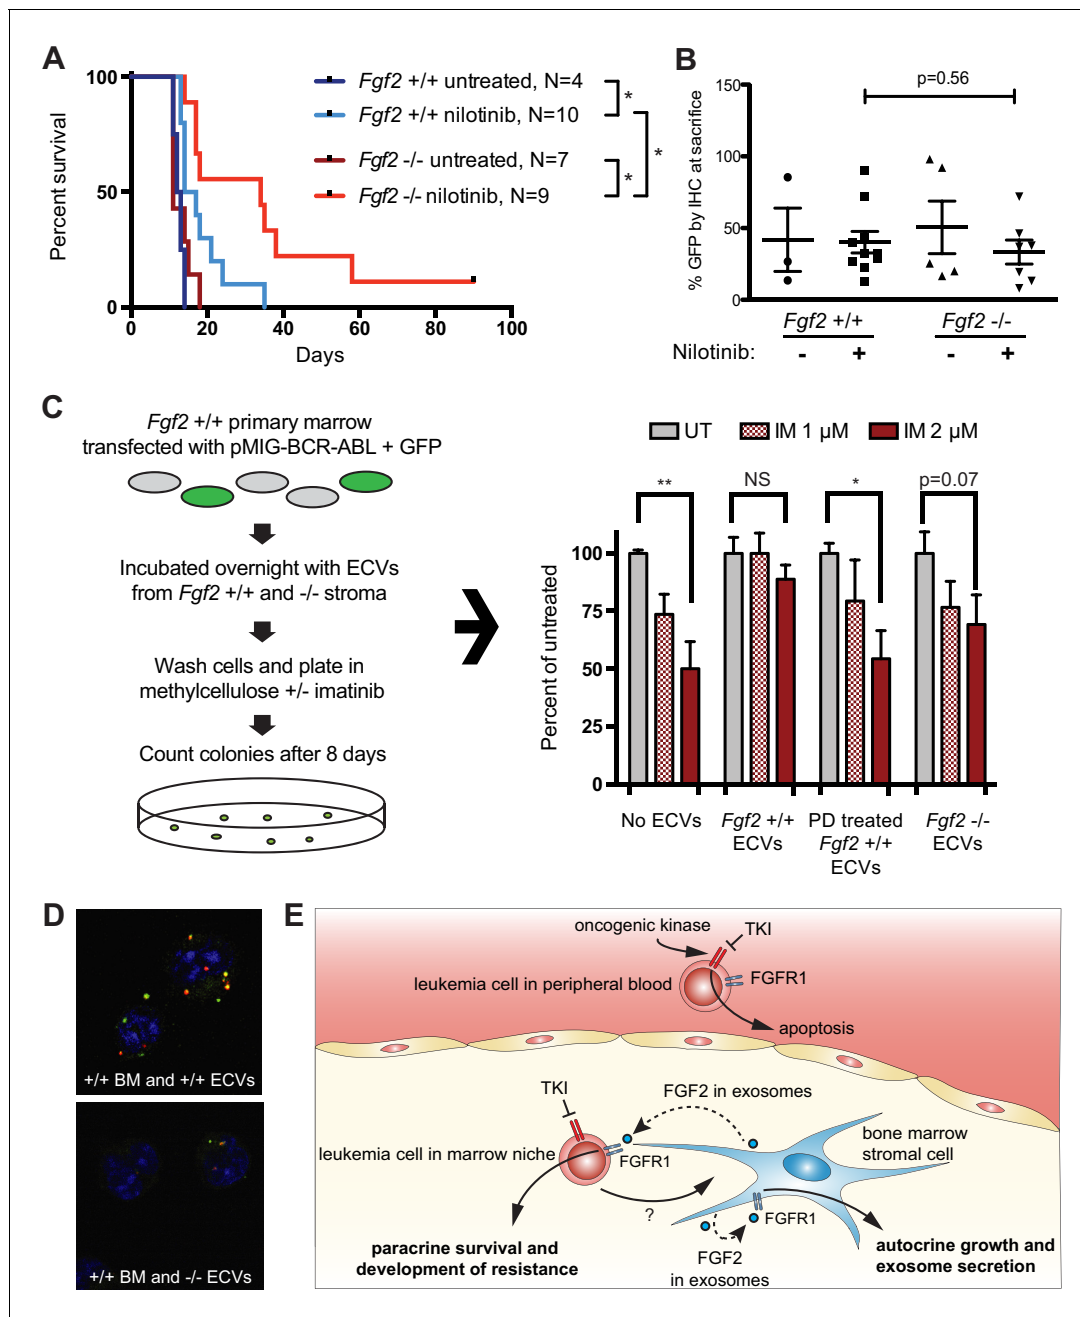 A
100
50
0
Percent survival
0
20
40
60
80
100
Days
Fgf2 +/+ untreated, N=4
Fgf2 +/+ nilotinib, N=10
Fgf2 -/- untreated, N=7
Fgf2 -/- nilotinib, N=9
*
*
*
B
p=0.56
150
100
50
0
% GFP by IHC at sacrifice
Fgf2 +/+
Fgf2 -/-
Nilotinib:
-
+
-
+
C
Fgf2 +/+ primary marrow
transfected with pMIG-BCR-ABL + GFP
Incubated overnight with ECVs
from Fgf2 +/+ and -/- stroma
Wash cells and plate in
methylcellulose +/- imatinib
Count colonies after 8 days
UT
IM 1 µM
IM 2 µM
**
NS
*
p=0.07
100
75
50
25
0
Percent of untreated
No ECVs
Fgf2 +/+
ECVs
PD treated
Fgf2 +/+
ECVs
Fgf2 -/-
ECVs
D
+/+ BM and +/+ ECVs
+/+ BM and -/- ECVs
E
oncogenic kinase
TKI
leukemia cell in peripheral blood
FGFR1
apoptosis
TKI
FGF2 in exosomes
leukemia cell in marrow niche
FGFR1
bone marrow
stromal cell
?
FGFR1
FGF2
in exosomes
paracrine survival and
development of resistance
autocrine growth and
exosome secretion